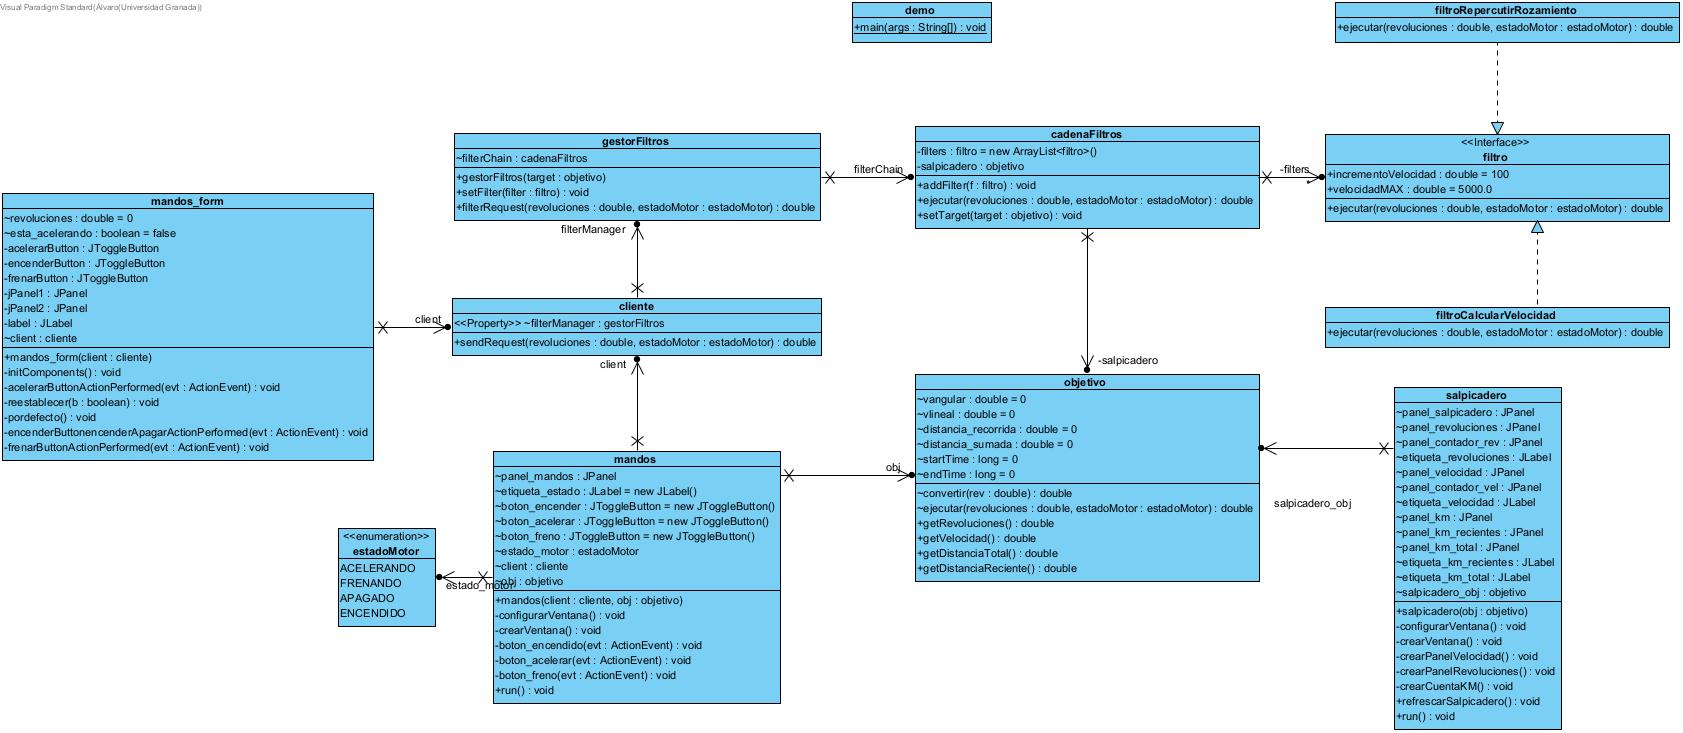 Visual Paradigm Standard(Álvaro(Universidad Granada))
demo
+main(args : String[]) : void
filtroRepercutirRozamiento
+ejecutar(revoluciones : double, estadoMotor : estadoMotor) : double
gestorFiltros
~filterChain : cadenaFiltros
+gestorFiltros(target : objetivo)
+setFilter(filter : filtro) : void
+filterRequest(revoluciones : double, estadoMotor : estadoMotor) : double
filterChain
cadenaFiltros
-filters : filtro = new ArrayList<filtro>()
-salpicadero : objetivo
+addFilter(f : filtro) : void
+ejecutar(revoluciones : double, estadoMotor : estadoMotor) : double
+setTarget(target : objetivo) : void
-filters
*
<<Interface>>
filtro
+incrementoVelocidad : double = 100
+velocidadMAX : double = 5000.0
+ejecutar(revoluciones : double, estadoMotor : estadoMotor) : double
mandos_form
~revoluciones : double = 0
~esta_acelerando : boolean = false
-acelerarButton : JToggleButton
-encenderButton : JToggleButton
-frenarButton : JToggleButton
-jPanel1 : JPanel
-jPanel2 : JPanel
-label : JLabel
~client : cliente
+mandos_form(client : cliente)
-initComponents() : void
-acelerarButtonActionPerformed(evt : ActionEvent) : void
-reestablecer(b : boolean) : void
-pordefecto() : void
-encenderButtonencenderApagarActionPerformed(evt : ActionEvent) : void
-frenarButtonActionPerformed(evt : ActionEvent) : void
filterManager
client
cliente
<<Property>> ~filterManager : gestorFiltros
+sendRequest(revoluciones : double, estadoMotor : estadoMotor) : double
client
filtroCalcularVelocidad
+ejecutar(revoluciones : double, estadoMotor : estadoMotor) : double
-salpicadero
objetivo
~vangular : double = 0
~vlineal : double = 0
~distancia_recorrida : double = 0
~distancia_sumada : double = 0
~startTime : long = 0
~endTime : long = 0
~convertir(rev : double) : double
~ejecutar(revoluciones : double, estadoMotor : estadoMotor) : double
+getRevoluciones() : double
+getVelocidad() : double
+getDistanciaTotal() : double
+getDistanciaReciente() : double
salpicadero
~panel_salpicadero : JPanel
~panel_revoluciones : JPanel
~panel_contador_rev : JPanel
~etiqueta_revoluciones : JLabel
~panel_velocidad : JPanel
~panel_contador_vel : JPanel
~etiqueta_velocidad : JLabel
~panel_km : JPanel
~panel_km_recientes : JPanel
~panel_km_total : JPanel
~etiqueta_km_recientes : JLabel
~etiqueta_km_total : JLabel
~salpicadero_obj : objetivo
+salpicadero(obj : objetivo)
-configurarVentana() : void
-crearVentana() : void
-crearPanelVelocidad() : void
-crearPanelRevoluciones() : void
-crearCuentaKM() : void
+refrescarSalpicadero() : void
+run() : void
salpicadero_obj
mandos
~panel_mandos : JPanel
~etiqueta_estado : JLabel = new JLabel()
~boton_encender : JToggleButton = new JToggleButton()
~boton_acelerar : JToggleButton = new JToggleButton()
~boton_freno : JToggleButton = new JToggleButton()
~estado_motor : estadoMotor
~client : cliente
~obj : objetivo
+mandos(client : cliente, obj : objetivo)
-configurarVentana() : void
-crearVentana() : void
-boton_encendido(evt : ActionEvent) : void
-boton_acelerar(evt : ActionEvent) : void
-boton_freno(evt : ActionEvent) : void
+run() : void
obj
<<enumeration>>
estadoMotor
ACELERANDO
FRENANDO
APAGADO
ENCENDIDO
estado_motor